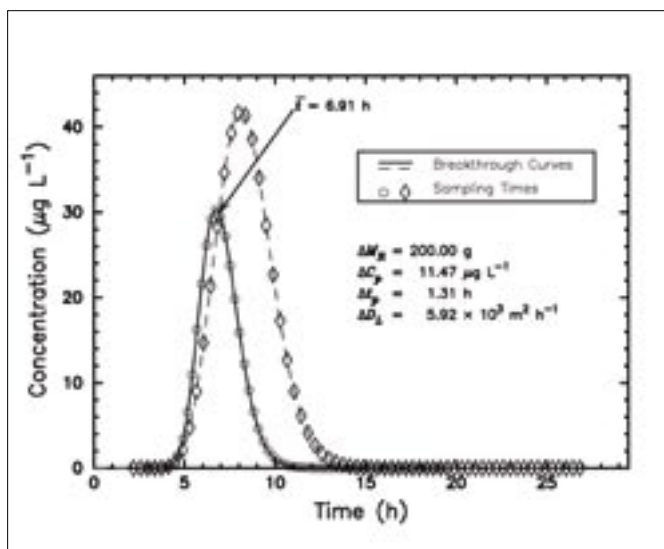 t̄ = 6.91 h
Breakthrough Curves
Sampling Times
ΔM_R = 200.00 g
ΔC_p = 11.47 μg L⁻¹
Δt_p = 1.31 h
ΔD_L = 5.92 × 10³ m² h⁻¹
Concentration (μg L⁻¹)
40
30
20
10
0
0 5 10 15 20 25
Time (h)